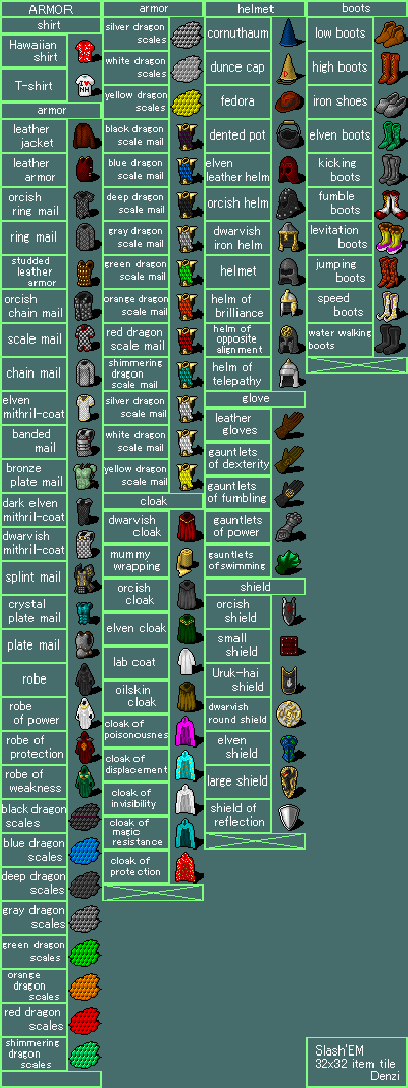 ARMOR
shirt
Hawaiian
shirt
T-shirt
armor
leather
jacket
leather
armor
orcish
ring mail
ring mail
studded
leather
armor
orcish
chain mail
scale mail
chain mail
elven
mithril-coat
banded
mail
bronze
plate mail
dark elven
mithril-coat
dwarvish
mithril-coat
splint mail
crystal
plate mail
plate mail
robe
robe
of power
robe of
protection
robe of
weakness
black dragon
scales
blue dragon
scales
deep dragon
scales
gray dragon
scales
green dragon
scales
orange
dragon
scales
red dragon
scales
shimmering
dragon
scales
armor
silver dragon
scales
white dragon
scales
yellow dragon
scales
black dragon
scale mail
blue dragon
scale mail
deep dragon
scale mail
gray dragon
scale mail
green dragon
scale mail
orange dragon
scale mail
red dragon
scale mail
shimmering
dragon
scale mail
silver dragon
scale mail
white dragon
scale mail
yellow dragon
scale mail
cloak
dwarvish
cloak
mummy
wrapping
orcish
cloak
elven cloak
lab coat
oilskin
cloak
cloak of
poisonousnes
cloak of
displacement
cloak of
invisibility
cloak of
magic
resistance
cloak of
protection
helmet
cornuthaum
dunce cap
fedora
dented pot
elven
leather helm
orcish helm
dwarvish
iron helm
helmet
helm of
brilliance
helm of
opposite
alignment
helm of
telepathy
glove
leather
gloves
gauntlets
of dexterity
gauntlets
of fumbling
gauntlets
of power
gauntlets
of swimming
shield
orcish
shield
small
shield
Uruk-hai
shield
dwarvish
round shield
elven
shield
large shield
shield of
reflection
boots
low boots
high boots
iron shoes
elven boots
kicking
boots
fumble
boots
levitation
boots
jumping
boots
speed
boots
water walking
boots
Slash'EM
32x32 item tile
Denzi